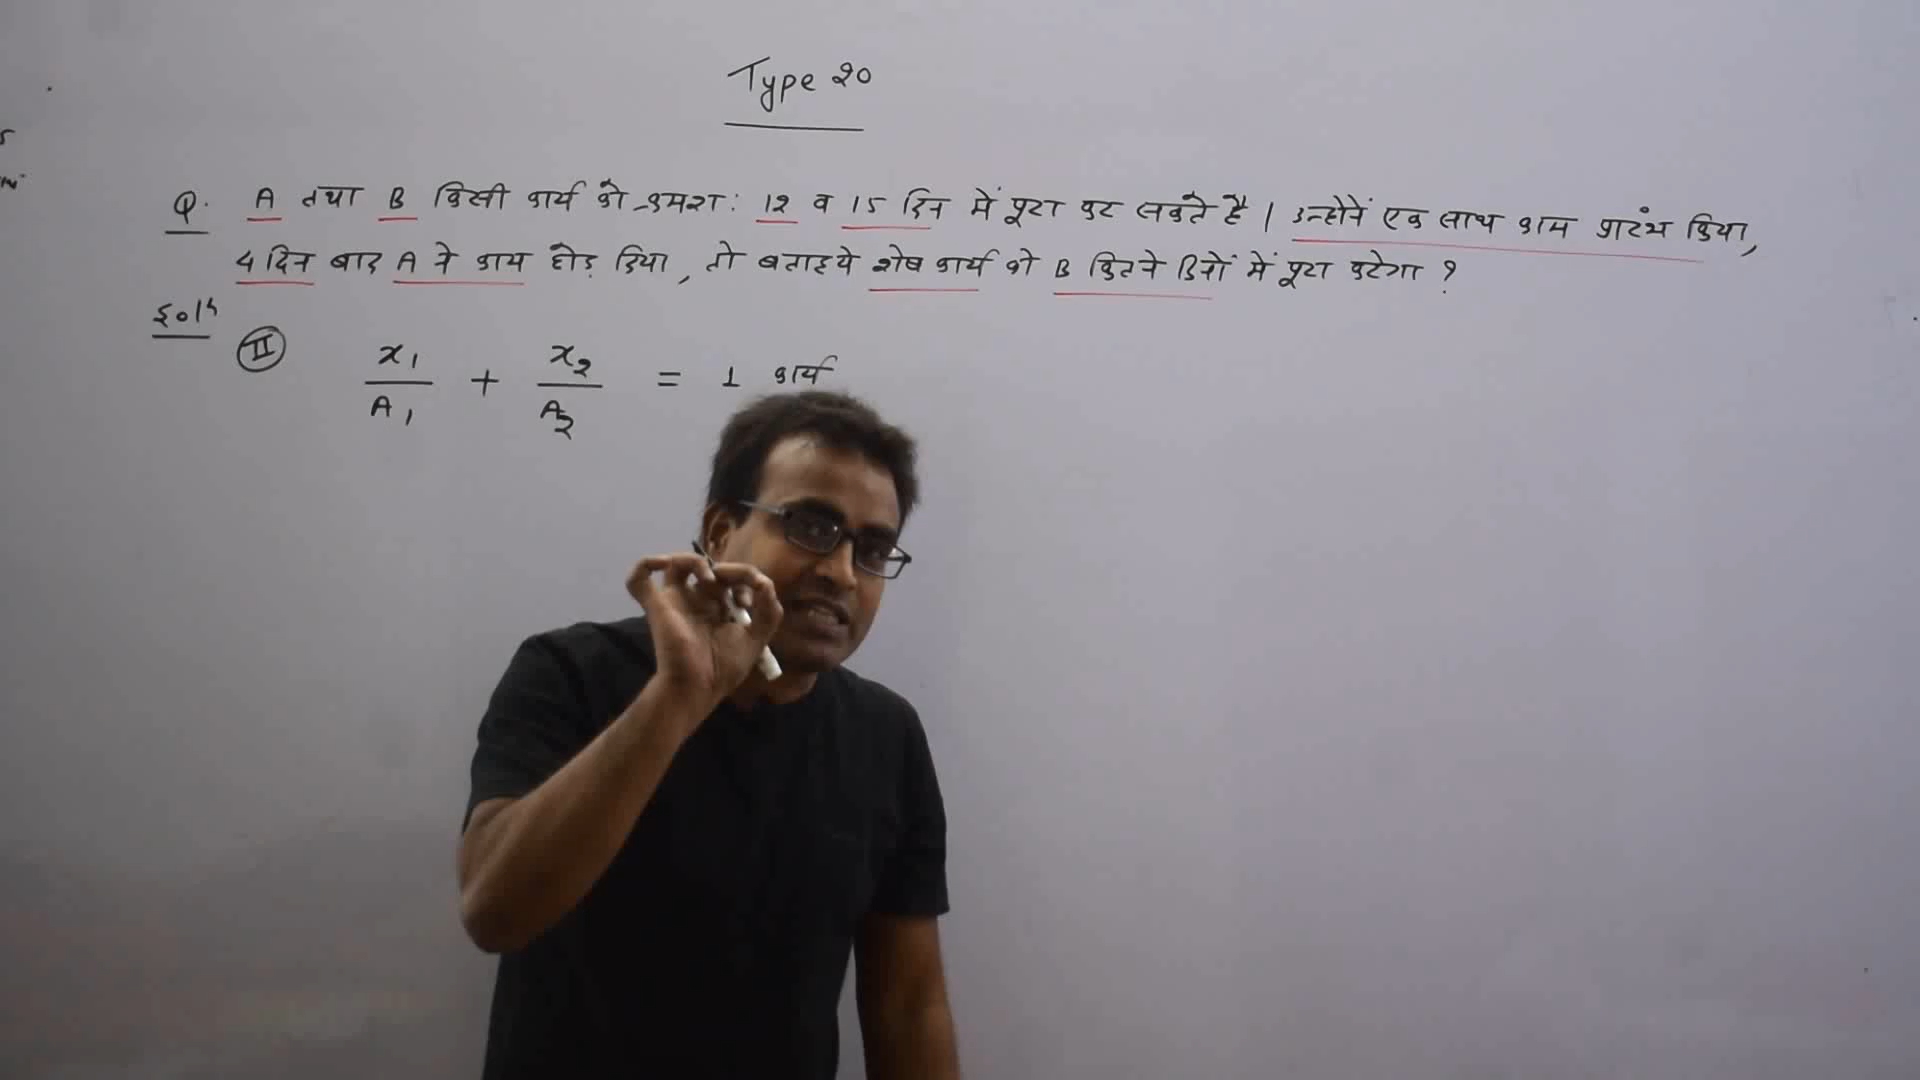 Type 20
Q. A तथा B किसी कार्य को क्रमशः 12 व 15 दिन में पूरा कर सकते है | उन्होनें एक साथ काम प्रारंभ किया,
4 दिन बाद A ने काम छोड़ दिया, तो बताइये शेष कार्य को B कितने दिनों में पूरा करेगा ?
Solⁿ
II x₁/A₁ + x₂/A₂ = 1 कार्य